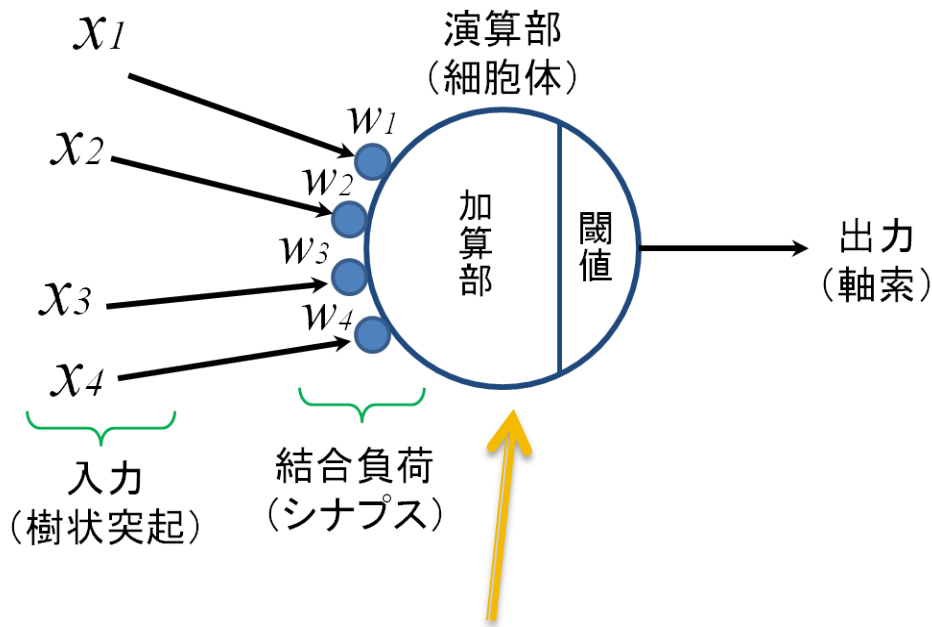 x1
x2
x3
x4
w1
w2
w3
w4
演算部
（細胞体）
加算部
閾値
出力
（軸索）
入力
（樹状突起）
結合負荷
（シナプス）